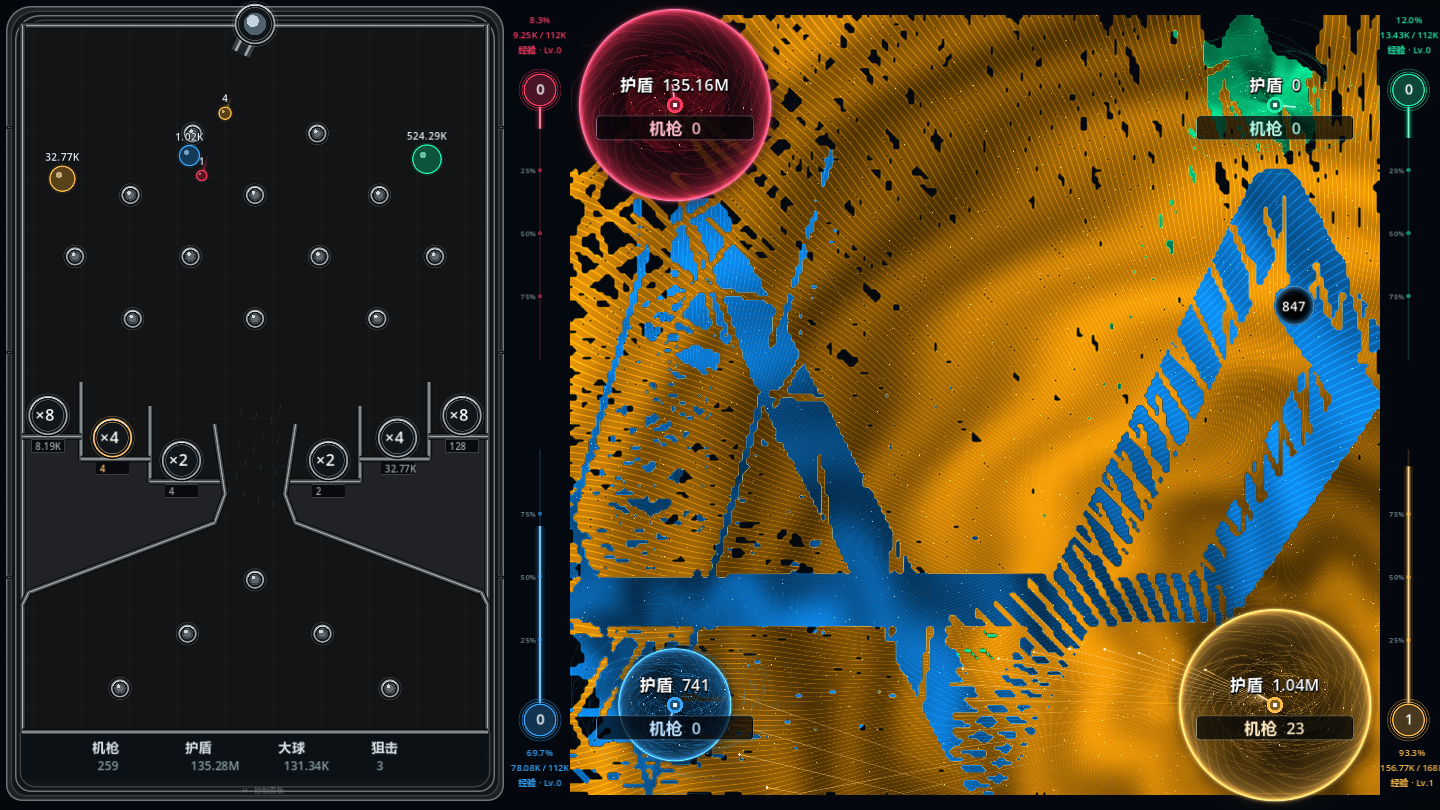 4
1.02K
1
524.29K
32.77K
×8
8.19K
×4
4
×2
4
×2
2
×4
32.77K
×8
128
机枪 护盾 大球 狙击
259 135.28M 131.34K 3
8.3%
9.25K / 112K
经验 · Lv.0
0
25%
50%
75%
75%
50%
25%
0
69.7%
78.08K / 112K
经验 · Lv.0
护盾 135.16M
机枪 0
护盾 0
机枪 0
847
护盾 741
机枪 0
护盾 1.04M
机枪 23
12.0%
13.43K / 112K
经验 · Lv.0
0
25%
50%
75%
75%
50%
25%
1
93.3%
156.77K / 168
经验 · Lv.1